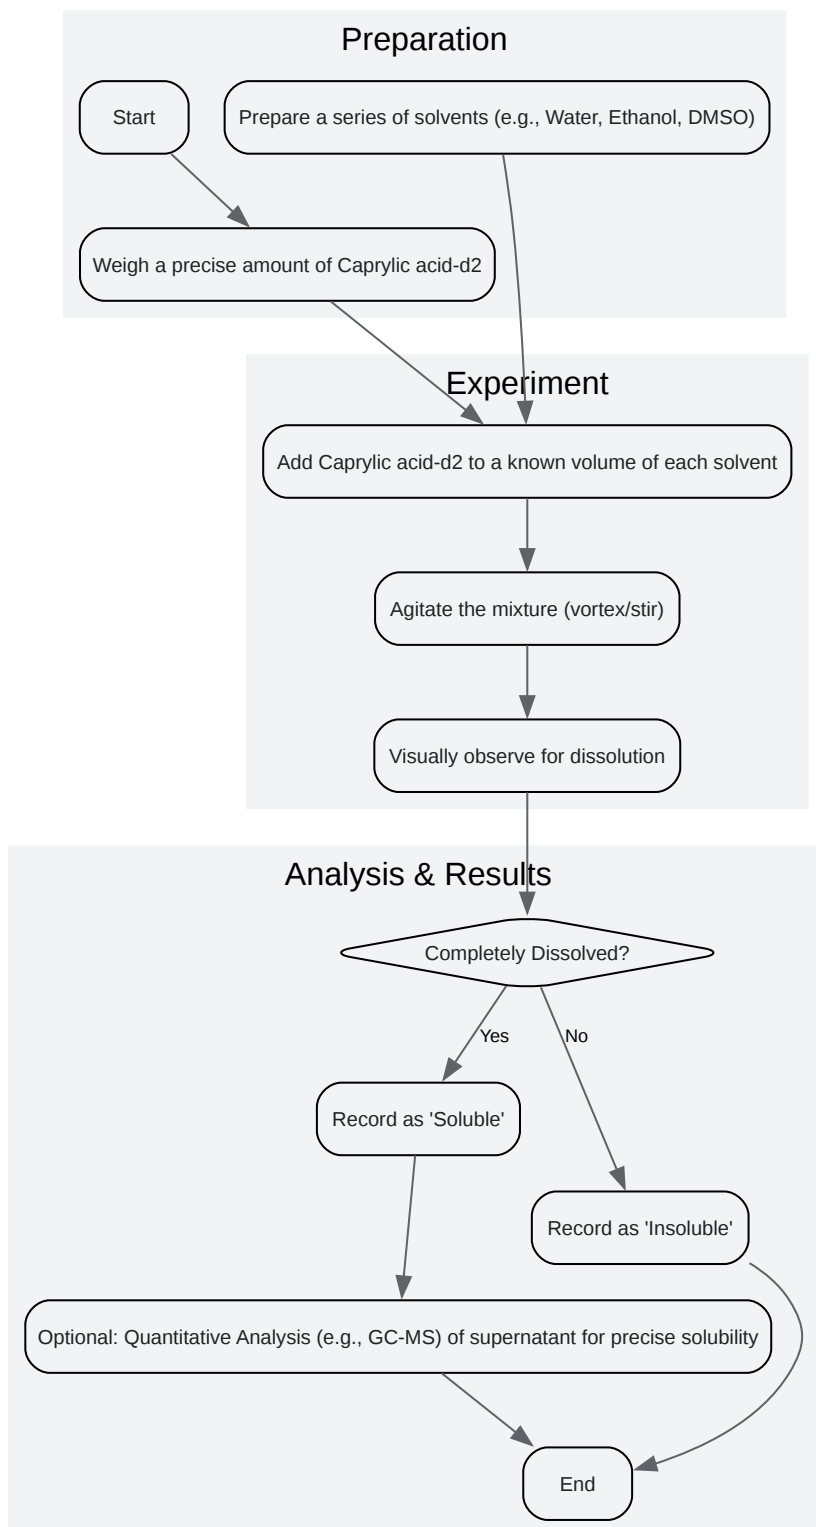 Preparation
Start
Prepare a series of solvents (e.g., Water, Ethanol, DMSO)
Weigh a precise amount of Caprylic acid-d2
Experiment
Add Caprylic acid-d2 to a known volume of each solvent
Agitate the mixture (vortex/stir)
Visually observe for dissolution
Analysis & Results
Completely Dissolved?
Yes
No
Record as 'Soluble'
Record as 'Insoluble'
Optional: Quantitative Analysis (e.g., GC-MS) of supernatant for precise solubility
End